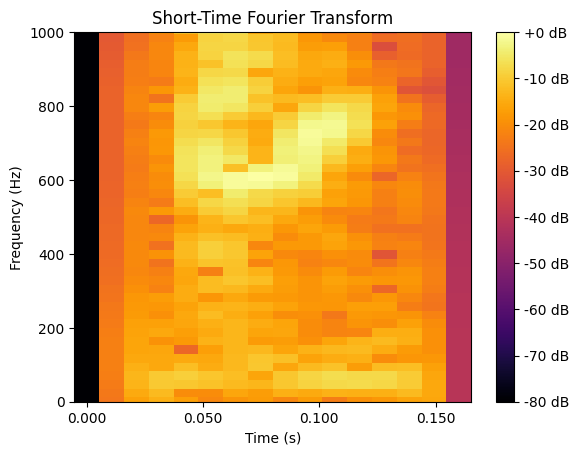 Short-Time Fourier Transform
Frequency (Hz)
1000
800
600
400
200
0
0.000
0.050
0.100
0.150
Time (s)
+0 dB
-10 dB
-20 dB
-30 dB
-40 dB
-50 dB
-60 dB
-70 dB
-80 dB